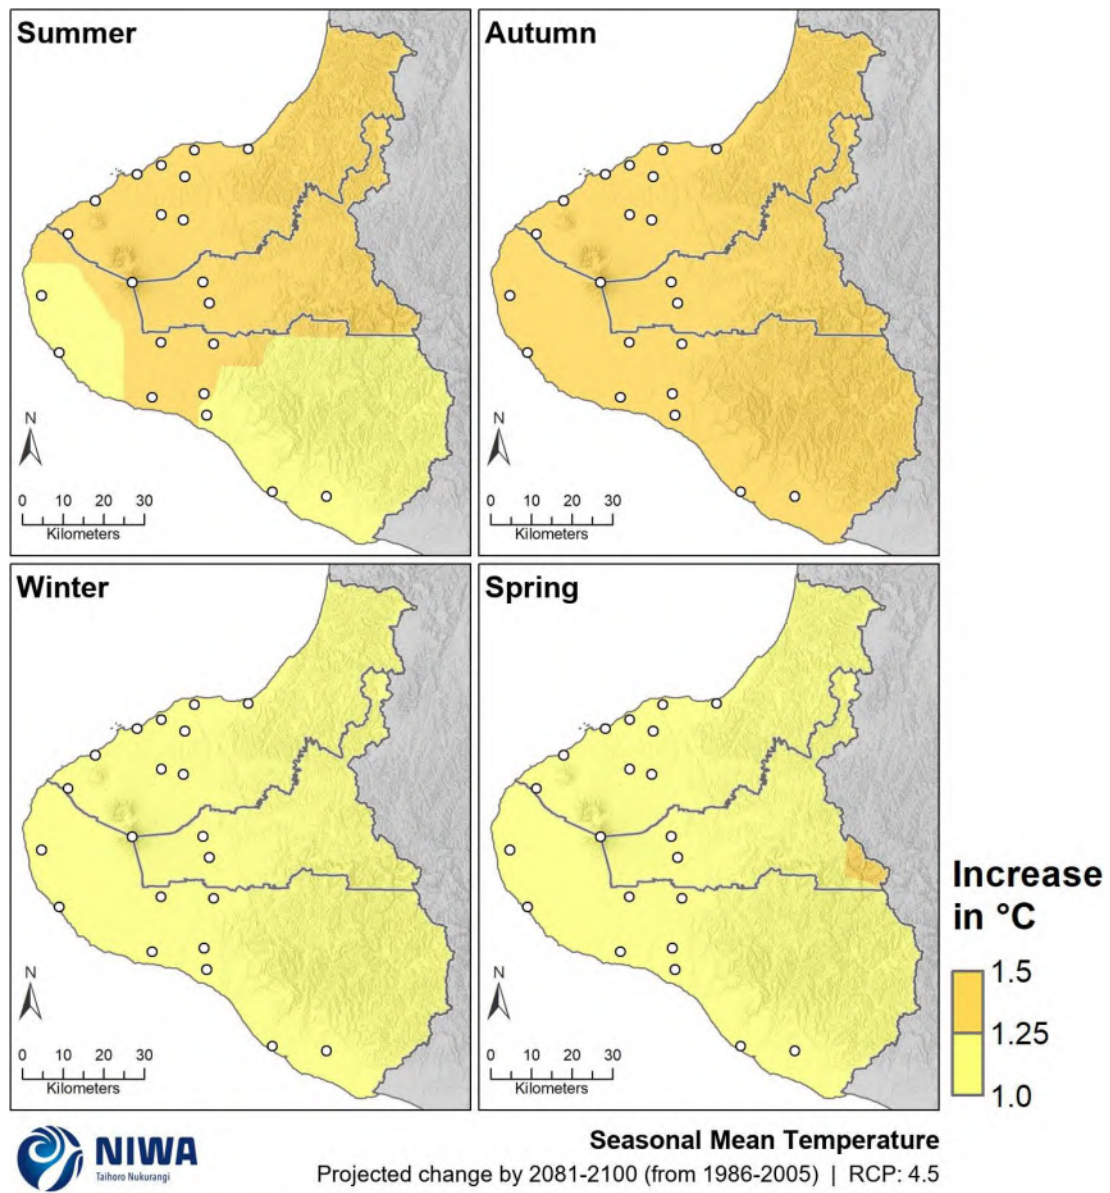 Summer
Autumn
N
0 10 20 30
Kilometers
N
0 10 20 30
Kilometers
Winter
Spring
N
0 10 20 30
Kilometers
N
0 10 20 30
Kilometers
Increase
in °C
1.5
1.25
1.0
NIWA
Taihoro Nukurangi
Seasonal Mean Temperature
Projected change by 2081-2100 (from 1986-2005) | RCP: 4.5